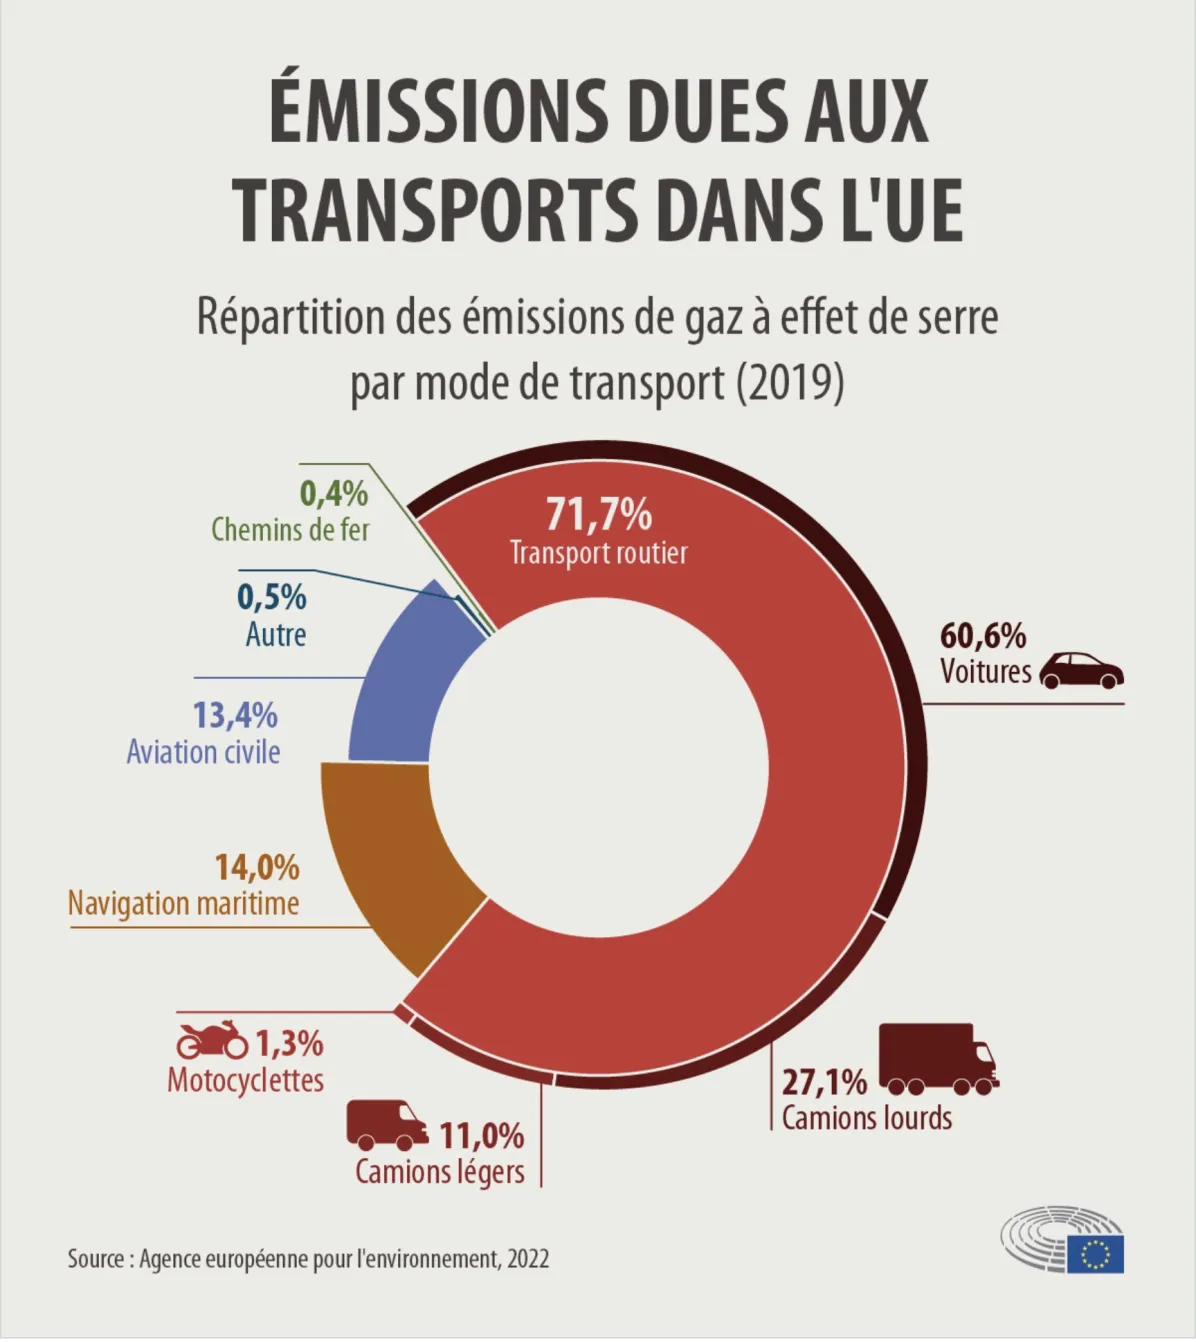 ÉMISSIONS DUES AUX
TRANSPORTS DANS L'UE
Répartition des émissions de gaz à effet de serre
par mode de transport (2019)
0,4%
Chemins de fer
71,7%
Transport routier
0,5%
Autre
60,6%
Voitures
13,4%
Aviation civile
14,0%
Navigation maritime
1,3%
Motocyclettes
27,1%
Camions lourds
11,0%
Camions légers
Source : Agence européenne pour l'environnement, 2022